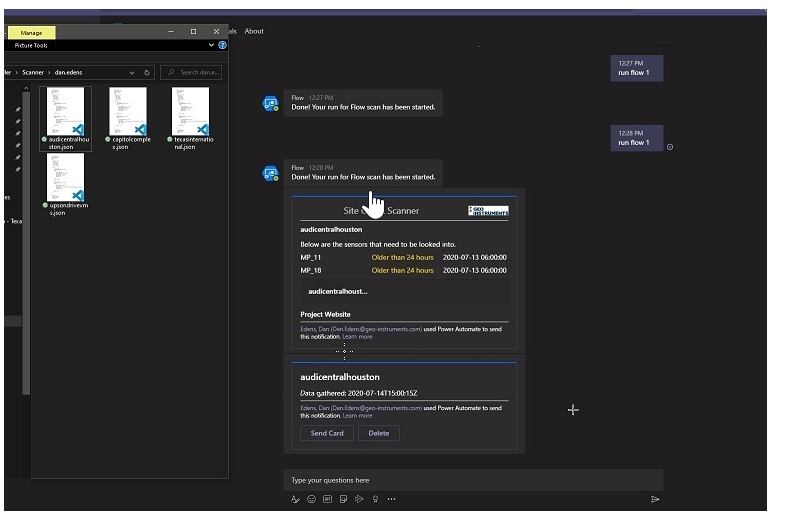 Manage
Picture Tools
als About
Scanner › dan.edens
Search dan.e...
audicentralhou
ston.json
capitolcomple
x.json
texasinternatio
nal.json
upsondrivevm
s.json
12:27 PM
run flow 1
Flow 12:27 PM
Done! Your run for Flow scan has been started.
12:28 PM
run flow 1
Flow 12:28 PM
Done! Your run for Flow scan has been started.
Site Scanner
GEO
INSTRUMENTS
audicentralhouston
Below are the sensors that need to be looked into.
MP_11 Older than 24 hours 2020-07-13 06:00:00
MP_18 Older than 24 hours 2020-07-13 06:00:00
audicentralhoust...
Project Website
Edens, Dan (Dan.Edens@geo-instruments.com) used Power Automate to send
this notification. Learn more
audicentralhouston
Data gathered: 2020-07-14T15:00:15Z
Edens, Dan (Dan.Edens@geo-instruments.com) used Power Automate to send
this notification. Learn more
Send Card Delete
Type your questions here